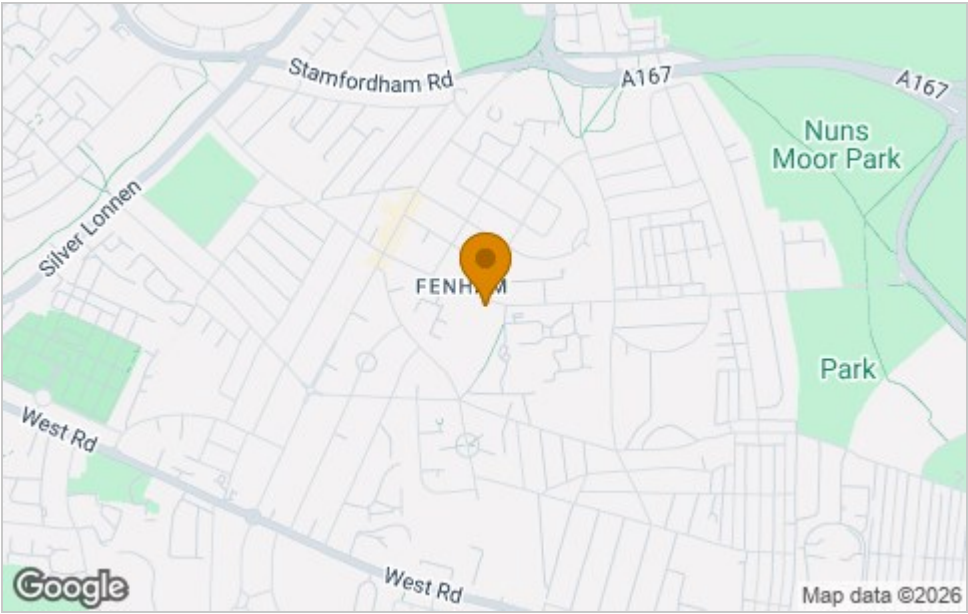 Stamfordham Rd
A167
A167
Nuns
Moor Park
Silver Lonnen
FENHAM
Park
West Rd
West Rd
Google
Map data ©2026